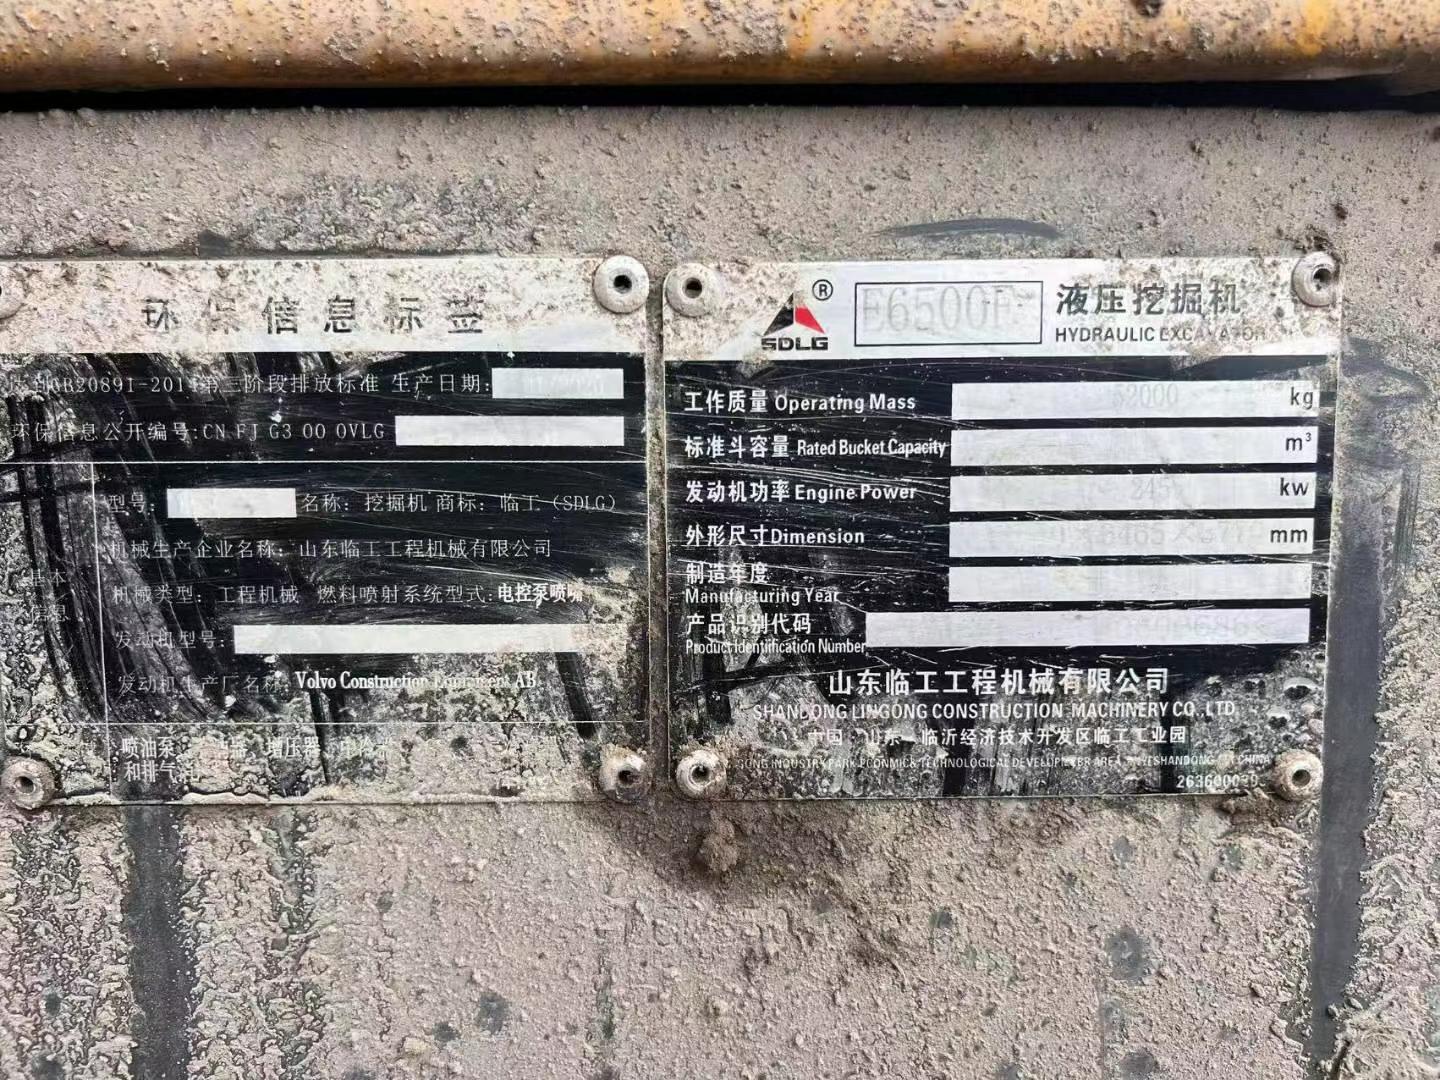 环保信息标签
GB20891-2014第三阶段排放标准 生产日期:
环保信息公开编号:CN FJ G3 00 0VLG
型号: 名称: 挖掘机 商标: 临工 (SDLG)
机械生产企业名称: 山东临工工程机械有限公司
基本
信息
机械类型: 工程机械 燃料喷射系统型式: 电控泵喷嘴
发动机型号:
发动机生产厂名称: Volvo Construction Equipment AB
喷油泵 增压器
和排气
SDLG ®
E6500F
液压挖掘机
HYDRAULIC EXCAVATOR
工作质量 Operating Mass 52000 kg
标准斗容量 Rated Bucket Capacity m³
发动机功率 Engine Power 245 kw
外形尺寸 Dimension mm
制造年度
Manufacturing Year
产品识别代码
Product Identification Number
山东临工工程机械有限公司
SHANDONG LINGONG CONSTRUCTION MACHINERY CO.,LTD.
中国 山东 临沂经济技术开发区临工工业园